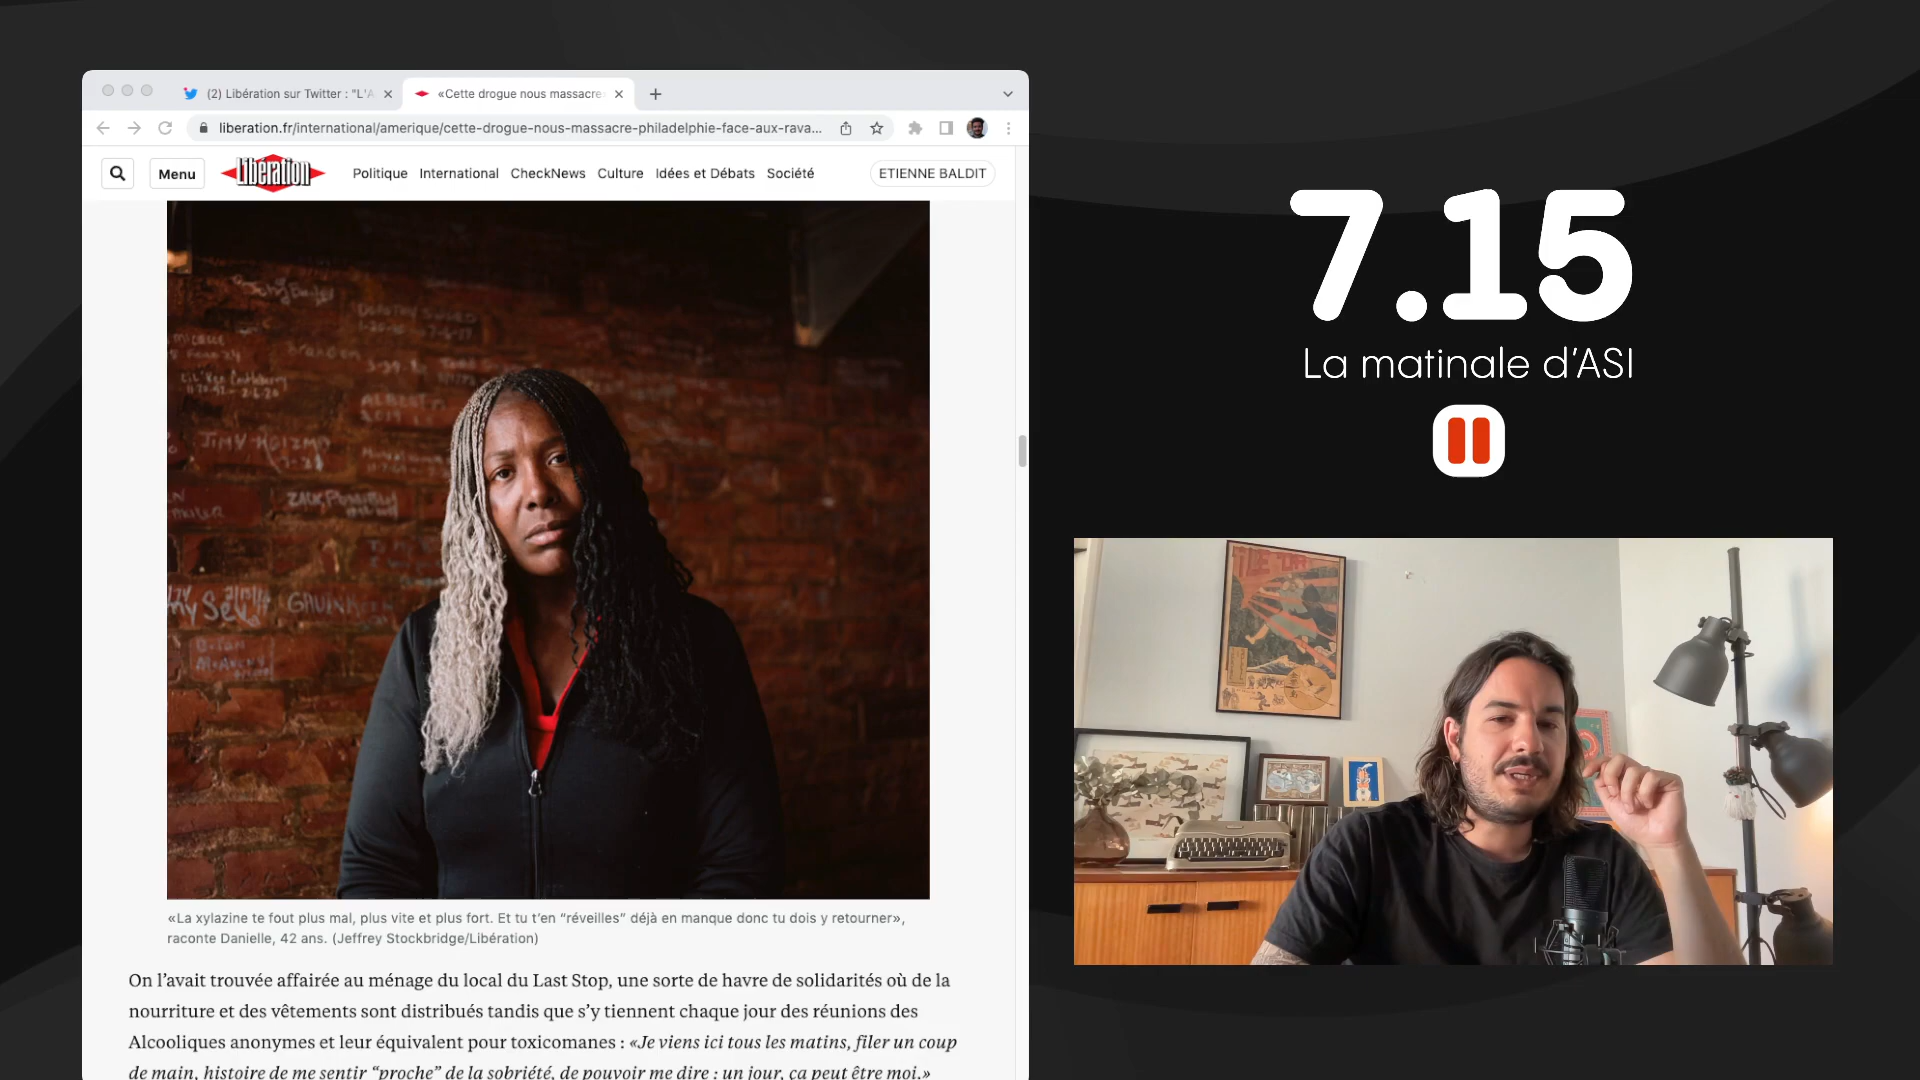 (2) Libération sur Twitter : "L'A
«Cette drogue nous massacre
liberation.fr/international/amerique/cette-drogue-nous-massacre-philadelphie-face-aux-rava...
Menu
Libération
Politique
International
CheckNews
Culture
Idées et Débats
Société
ETIENNE BALDIT
«La xylazine te fout plus mal, plus vite et plus fort. Et tu t'en “réveilles” déjà en manque donc tu dois y retourner»,
raconte Danielle, 42 ans. (Jeffrey Stockbridge/Libération)
On l’avait trouvée affairée au ménage du local du Last Stop, une sorte de havre de solidarités où de la
nourriture et des vêtements sont distribués tandis que s’y tiennent chaque jour des réunions des
Alcooliques anonymes et leur équivalent pour toxicomanes : «Je viens ici tous les matins, filer un coup
de main, histoire de me sentir “proche” de la sobriété, de pouvoir me dire : un jour, ça peut être moi.»
7.15
La matinale d’ASI